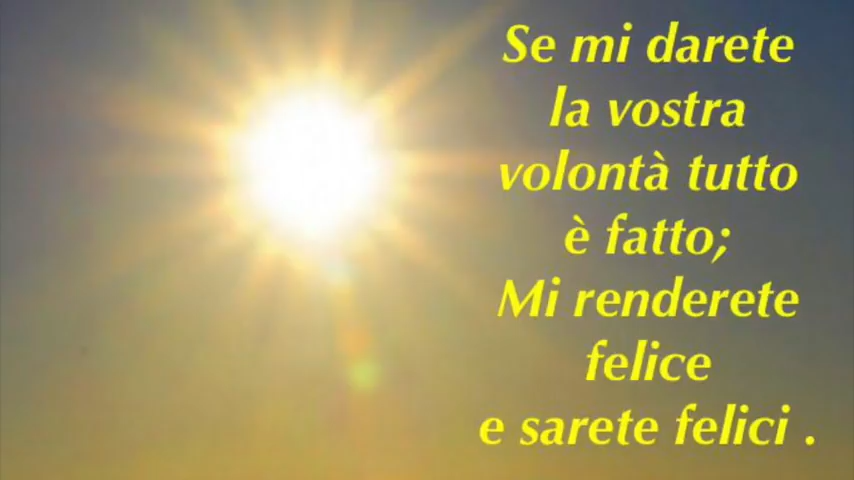 Se mi darete
la vostra
volontà tutto
è fatto;
Mi renderete
felice
e sarete felici .